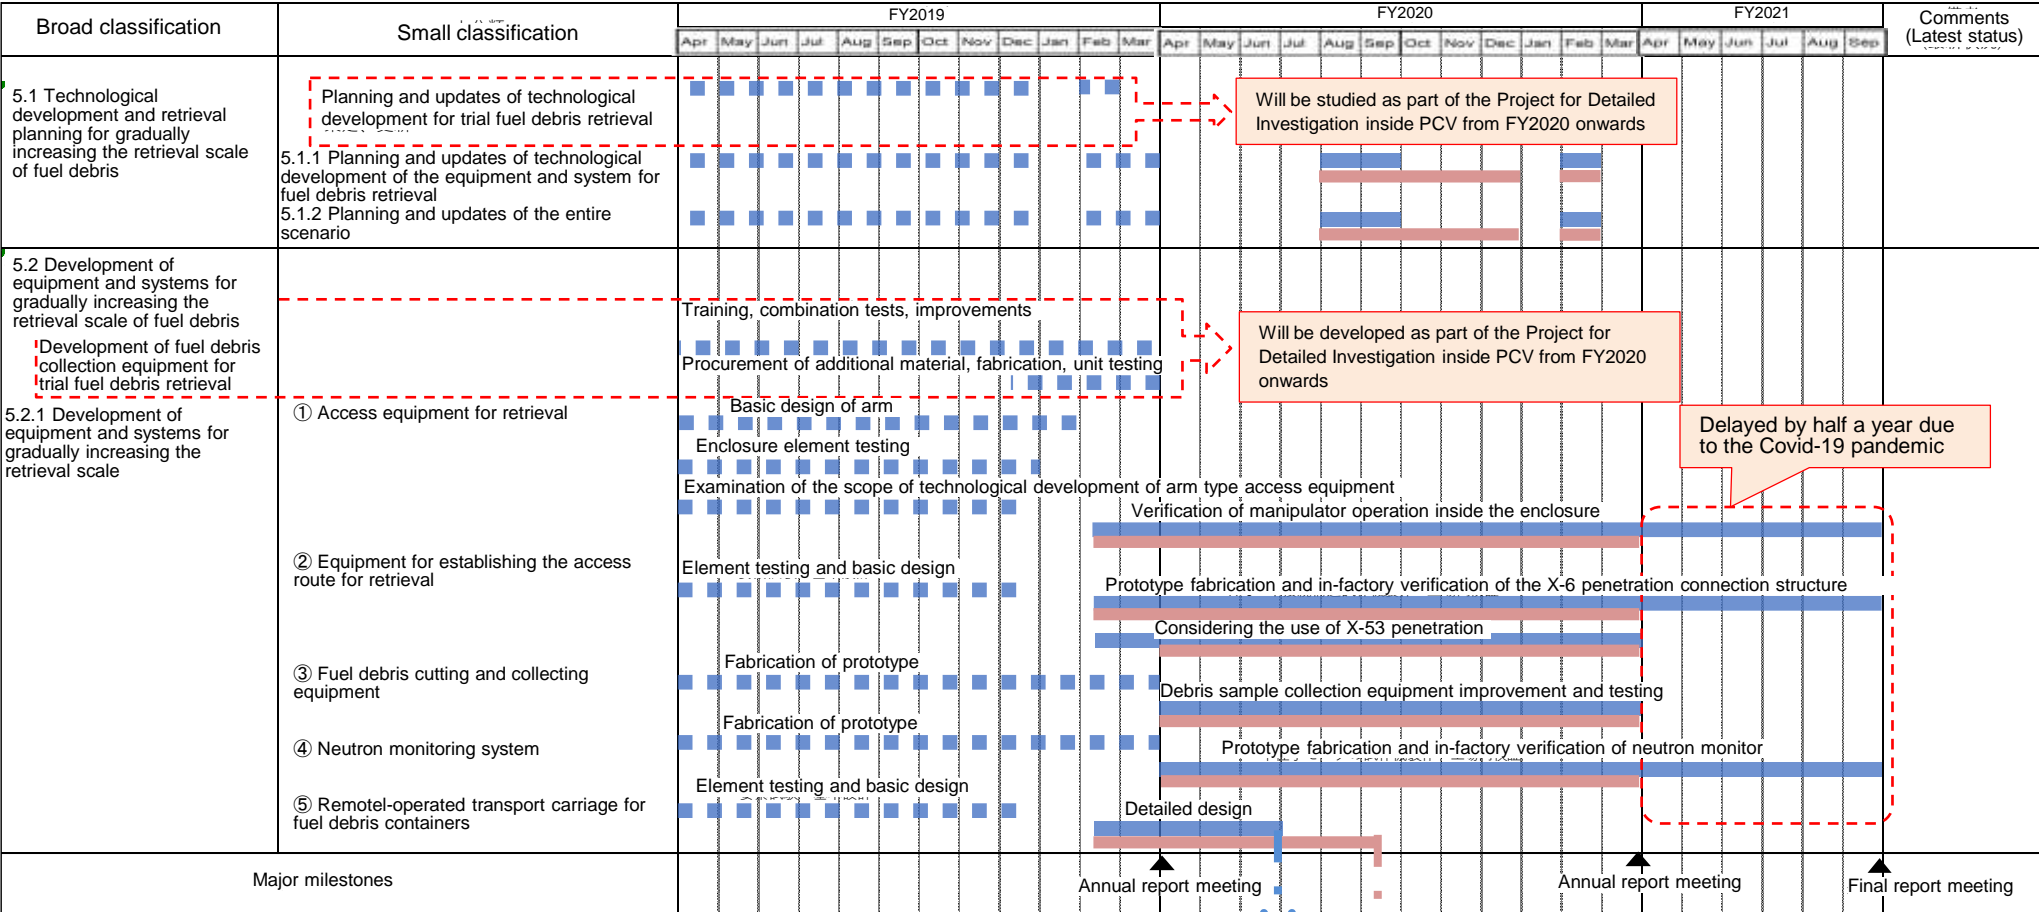 Broad classification
Small classification
FY2019
FY2020
FY2021
Comments
(Latest status)
Apr May Jun Jul Aug Sep Oct Nov Dec Jan Feb Mar Apr May Jun Jul Aug Sep Oct Nov Dec Jan Feb Mar Apr May Jun Jul Aug Sep
5.1 Technological
development and retrieval
planning for gradually
increasing the retrieval scale
of fuel debris
Planning and updates of technological
development for trial fuel debris retrieval
Will be studied as part of the Project for Detailed
Investigation inside PCV from FY2020 onwards
5.1.1 Planning and updates of technological
development of the equipment and system for
fuel debris retrieval
5.1.2 Planning and updates of the entire
scenario
5.2 Development of
equipment and systems for
gradually increasing the
retrieval scale of fuel debris
Development of fuel debris
collection equipment for
trial fuel debris retrieval
Training, combination tests, improvements
Procurement of additional material, fabrication, unit testing
Will be developed as part of the Project for
Detailed Investigation inside PCV from FY2020
onwards
5.2.1 Development of
equipment and systems for
gradually increasing the
retrieval scale
① Access equipment for retrieval
Basic design of arm
Enclosure element testing
Examination of the scope of technological development of arm type access equipment
Verification of manipulator operation inside the enclosure
Delayed by half a year due
to the Covid-19 pandemic
② Equipment for establishing the access
route for retrieval
Element testing and basic design
Prototype fabrication and in-factory verification of the X-6 penetration connection structure
Considering the use of X-53 penetration
③ Fuel debris cutting and collecting
equipment
Fabrication of prototype
Debris sample collection equipment improvement and testing
④ Neutron monitoring system
Fabrication of prototype
Prototype fabrication and in-factory verification of neutron monitor
⑤ Remotel-operated transport carriage for
fuel debris containers
Element testing and basic design
Detailed design
Major milestones
Annual report meeting
Annual report meeting
Final report meeting